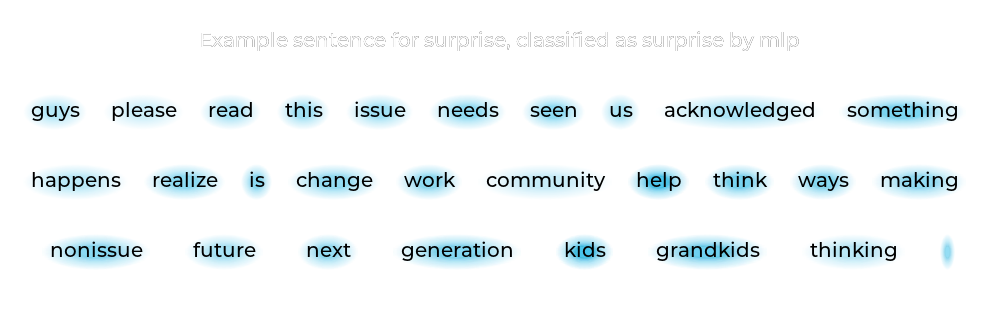 Example sentence for surprise, classified as surprise by mlp
guys please read this issue needs seen us acknowledged something
happens realize is change work community help think ways making
nonissue future next generation kids grandkids thinking